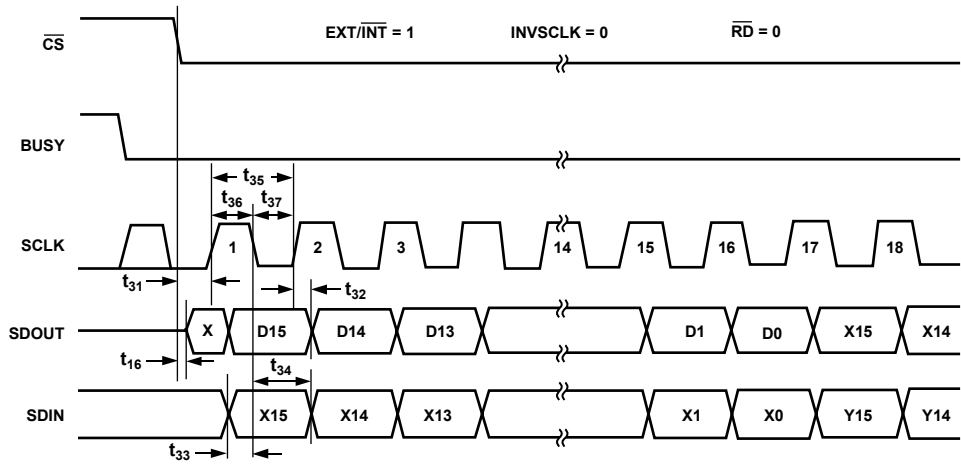 EXT/INT = 1 INVSCLK = 0 RD = 0
CS
BUSY
t35
t36 t37
SCLK 1 2 3 14 15 16 17 18
t31 t32
SDOUT X D15 D14 D13 D1 D0 X15 X14
t16 t34
SDIN X15 X14 X13 X1 X0 Y15 Y14
t33